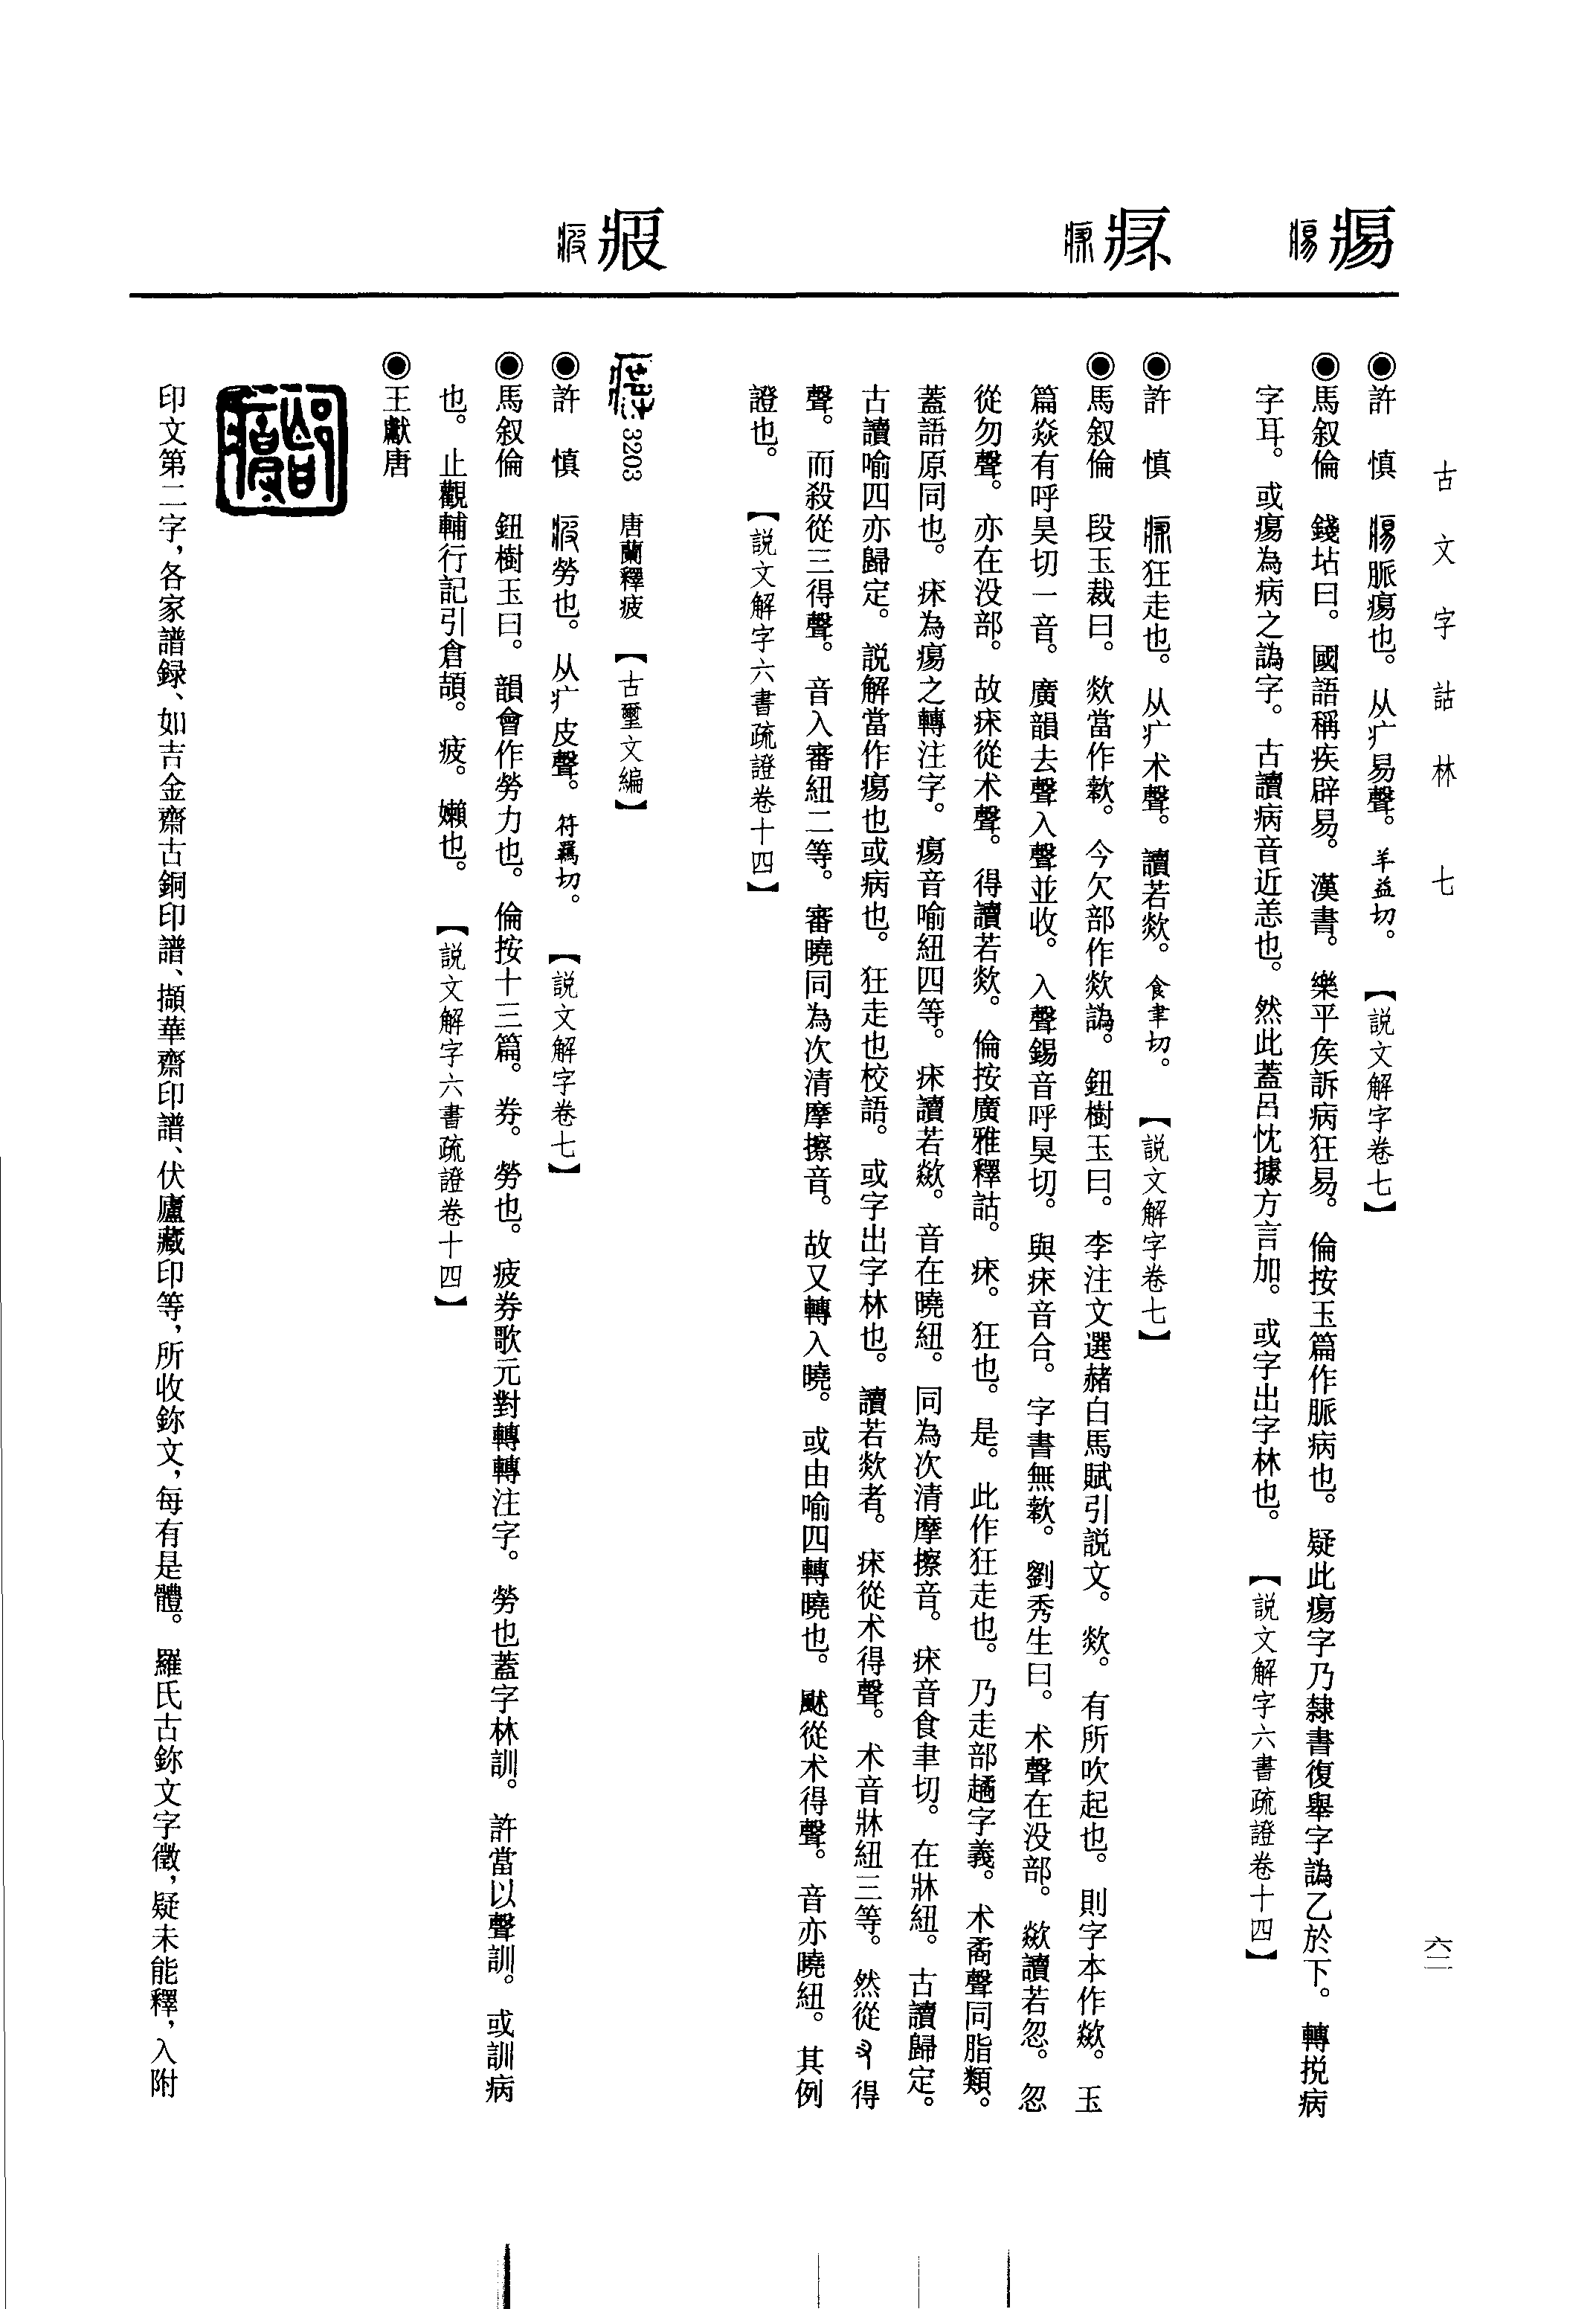 古文字詁林　七
六二
瘍
疢
疲
◉許　慎　脈瘍也。从疒易聲。羊益切。【説文解字卷七】
◉馬叙倫　錢坫曰。國語稱疾辟易。漢書。樂平矦訴病狂易。倫按玉篇作脈病也。疑此瘍字乃隸書復舉字譌乙於下。轉挩病
字耳。或瘍為病之譌字。古讀病音近恙也。然此蓋吕忱據方言加。或字出字林也。【説文解字六書疏證卷十四】
◉許　慎　狂走也。从疒术聲。讀若欻。食聿切。【説文解字卷七】
◉馬叙倫　段玉裁曰。欻當作㰲。今欠部作欻譌。鈕樹玉曰。李注文選赭白馬賦引説文。欻。有所吹起也。則字本作歘。玉
篇焱有呼昊切一音。廣韻去聲入聲並收。入聲錫音呼昊切。與疢音合。字書無㰲。劉秀生曰。术聲在没部。歘讀若忽。忽
從勿聲。亦在没部。故𤵜從术聲。得讀若欻。倫按廣雅釋詁。𤵜。狂也。是。此作狂走也。乃走部趫字義。术矞聲同脂類。
蓋語原同也。𤵜為瘍之轉注字。瘍音喻紐四等。𤵜讀若歘。音在曉紐。同為次清摩擦音。𤵜音食聿切。在牀紐。古讀歸定。
古讀喻四亦歸定。説解當作瘍也或病也。狂走也校語。或字出字林也。讀若欻者。𤵜從术得聲。术音牀紐三等。然從得
聲。而殺從三得聲。音入審紐二等。審曉同為次清摩擦音。故又轉入曉。或由喻四轉曉也。䬍從术得聲。音亦曉紐。其例
證也。【説文解字六書疏證卷十四】
3203　唐蘭釋疲　【古璽文編】
◉許　慎　勞也。从疒皮聲。符羈切。【説文解字卷七】
◉馬叙倫　鈕樹玉曰。韻會作勞力也。倫按十三篇。券。勞也。疲券歌元對轉轉注字。勞也蓋字林訓。許當以聲訓。或訓病
也。止觀輔行記引倉頡。疲。嬾也。【説文解字六書疏證卷十四】
◉王獻唐
印文第二字，各家譜録、如吉金齋古銅印譜、擷華齋印譜、伏廬藏印等，所收鉨文，每有是體。羅氏古鉨文字徵，疑未能釋，入附